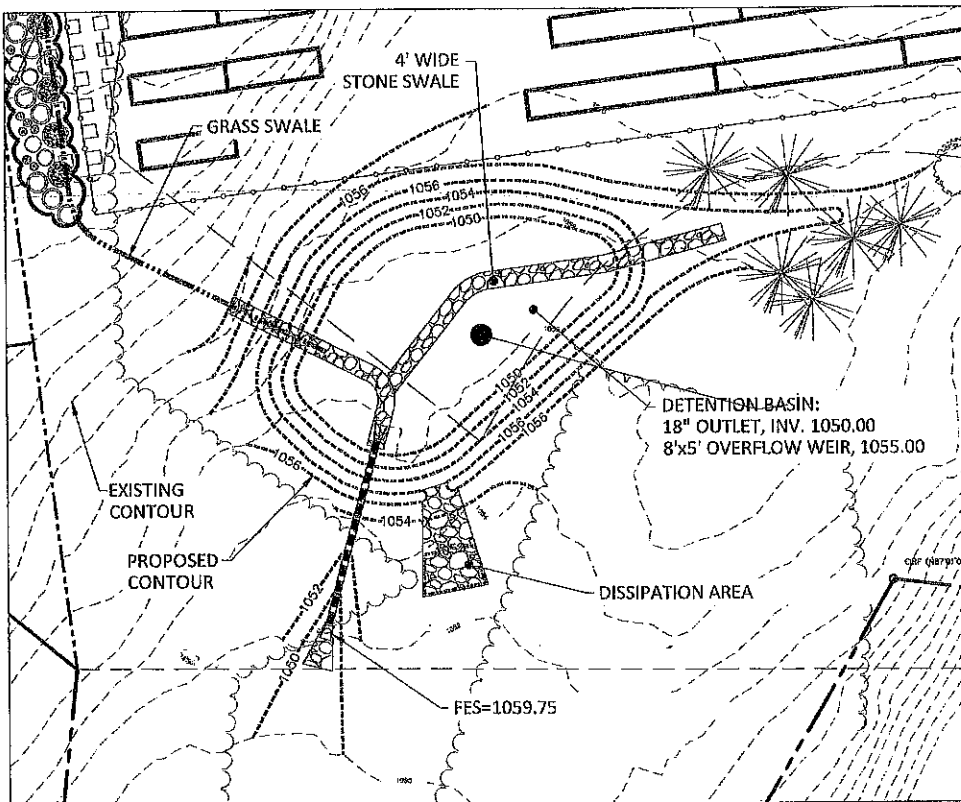 4' WIDE
STONE SWALE
GRASS SWALE
1056
1056
1054
1052
1050
1050
1052
1054
1056
1056
DETENTION BASIN:
18" OUTLET, INV. 1050.00
8'x5' OVERFLOW WEIR, 1055.00
1056
EXISTING
CONTOUR
1054
PROPOSED
CONTOUR
1052
1052
DISSIPATION AREA
1050
FES=1059.75